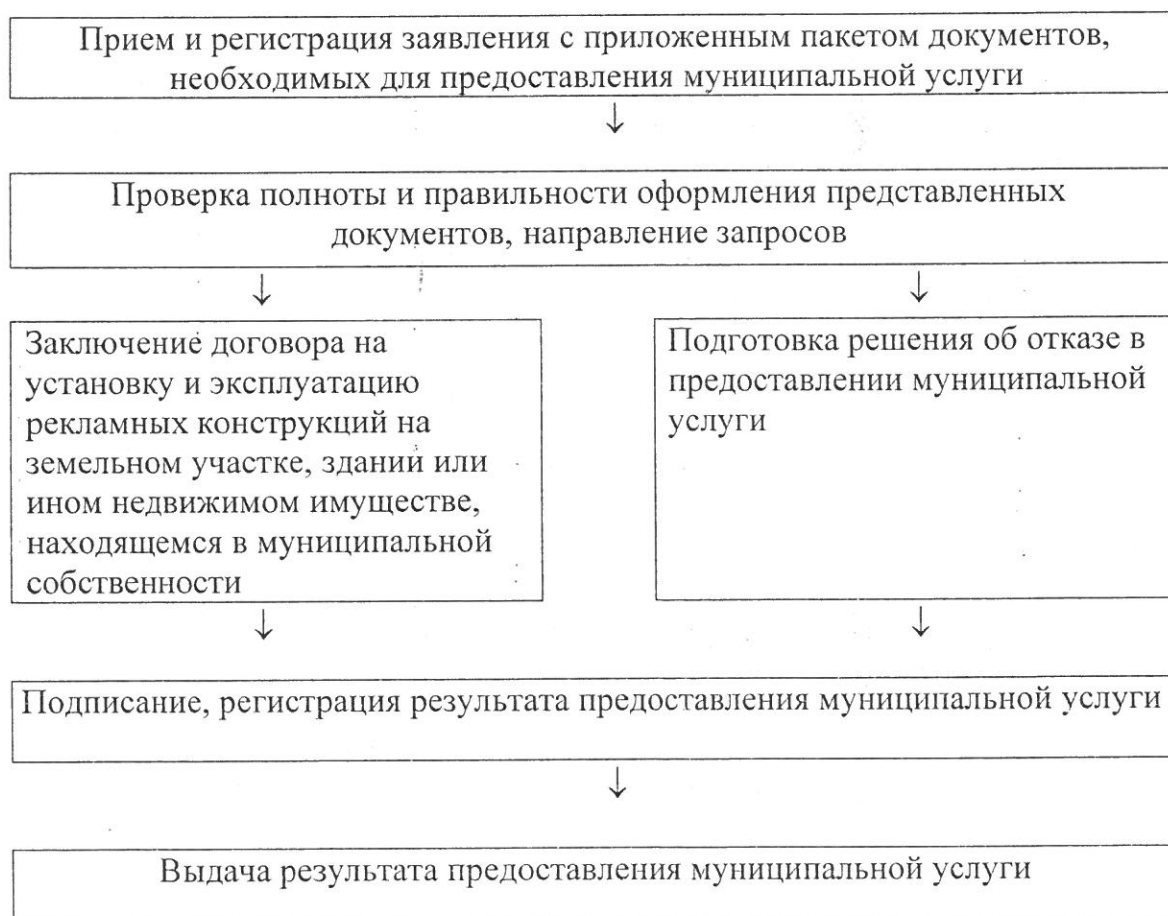 Прием и регистрация заявления с приложенным пакетом документов,
необходимых для предоставления муниципальной услуги
↓
Проверка полноты и правильности оформления представленных
документов, направление запросов
↓ ↓
Заключение договора на
установку и эксплуатацию
рекламных конструкций на
земельном участке, здании или
ином недвижимом имуществе,
находящемся в муниципальной
собственности
Подготовка решения об отказе в
предоставлении муниципальной
услуги
↓ ↓
Подписание, регистрация результата предоставления муниципальной услуги
↓
Выдача результата предоставления муниципальной услуги